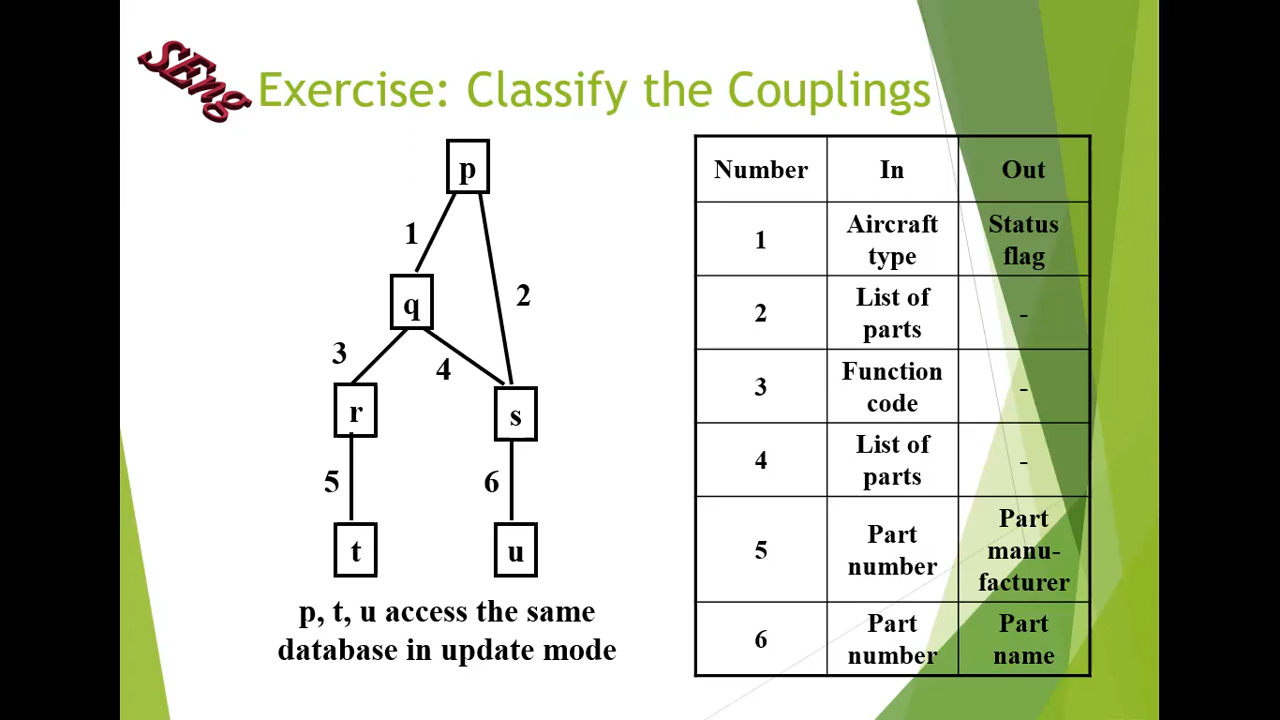 SEng
Exercise: Classify the Couplings
p
1
2
q
3
4
r
s
5
6
t
u
p, t, u access the same
database in update mode
Number In Out
1 Aircraft type Status flag
2 List of parts -
3 Function code -
4 List of parts -
5 Part number Part manu-facturer
6 Part number Part name